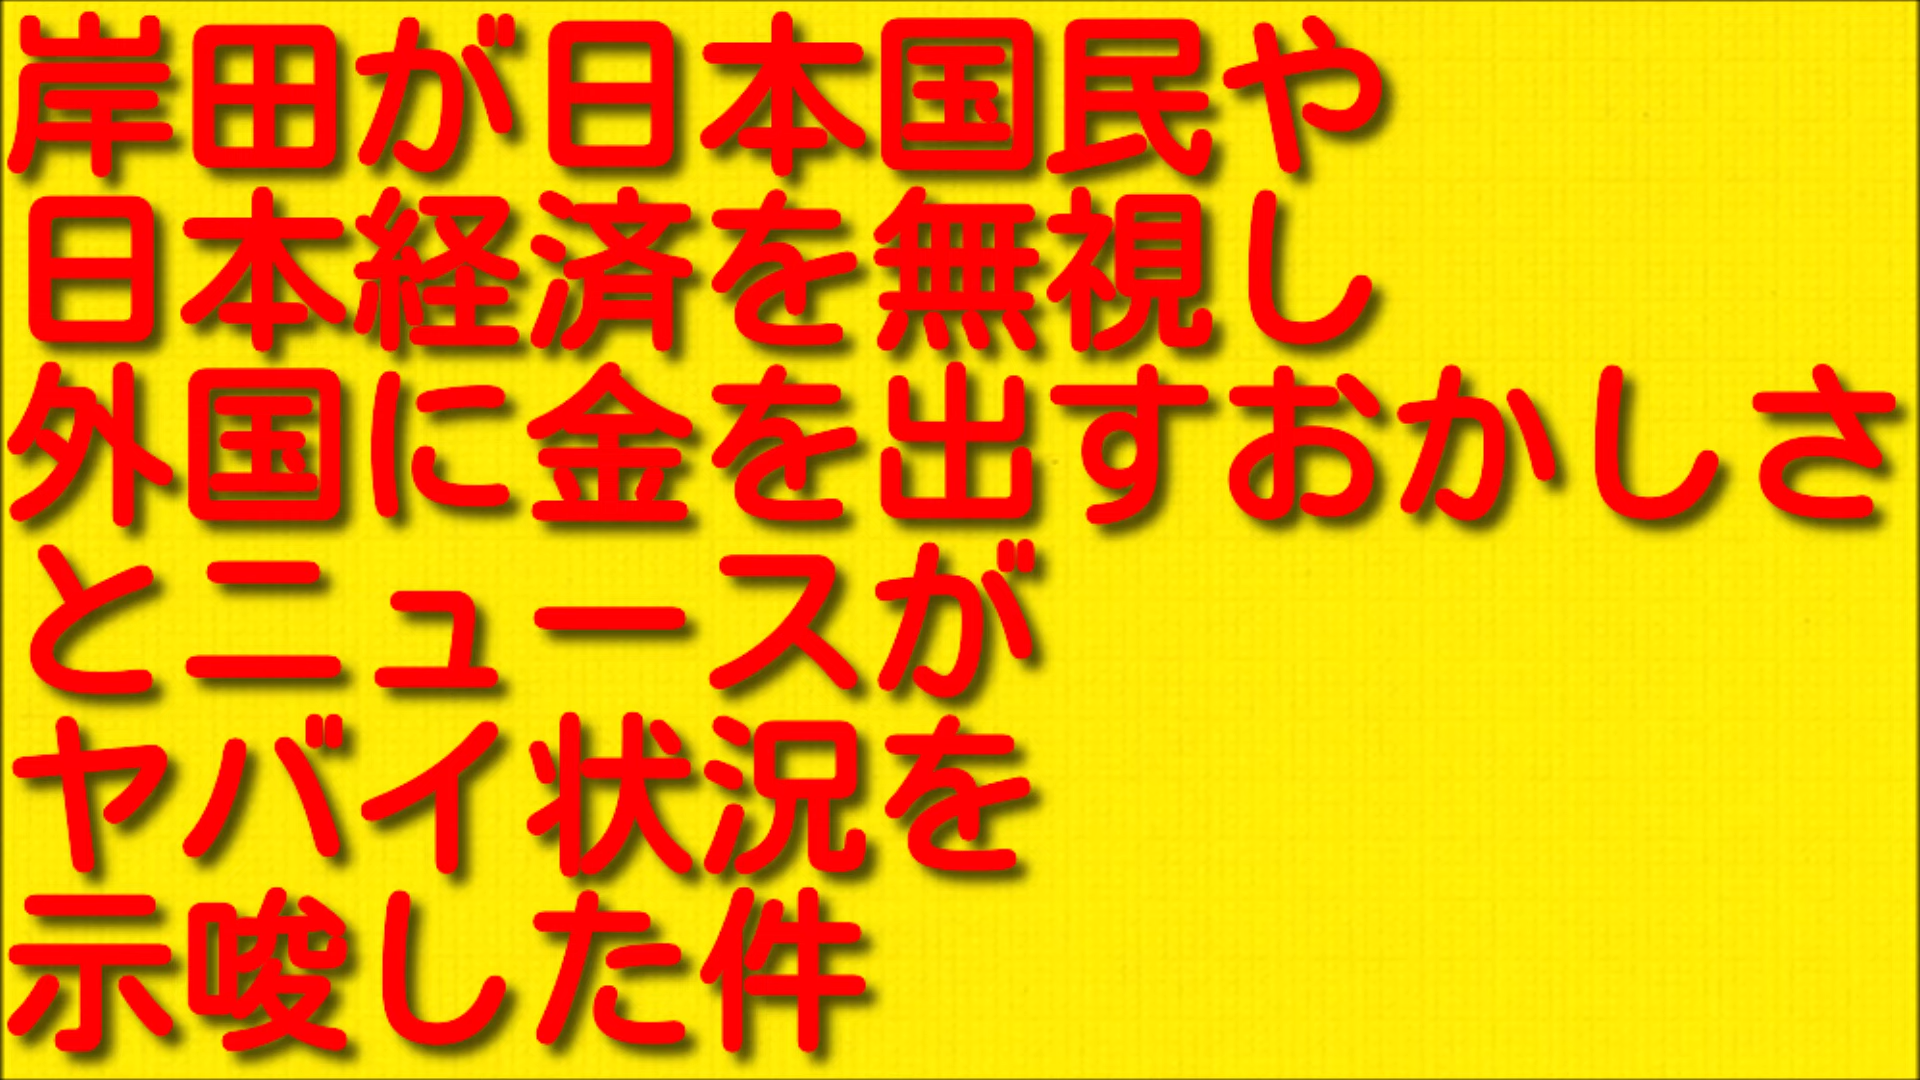 岸田が日本国民や
日本経済を無視し
外国に金を出すおかしさ
とニュースが
ヤバイ状況を
示唆した件